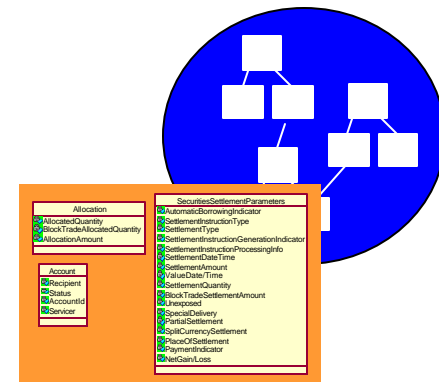 Allocation
AllocatedQuantity
BlockTradeAllocatedQuantity
AllocationAmount
Account
Recipient
Status
AccountId
Servicer
SecuritiesSettlementParameters
AutomaticBorrowingIndicator
SettlementInstructionType
SettlementType
SettlementInstructionGenerationIndicator
SettlementInstructionProcessingInfo
SettlementDateTime
SettlementAmount
ValueDate/Time
SettlementQuantity
BlockTradeSettlementAmount
Unexposed
SpecialDelivery
PartialSettlement
SplitCurrencySettlement
PlaceOfSettlement
PaymentIndicator
NetGain/Loss